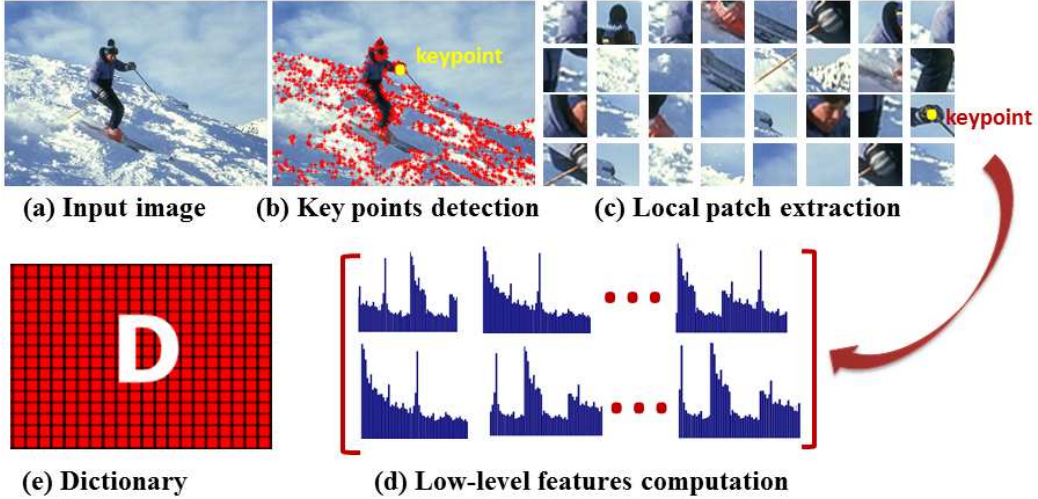 keypoint
keypoint
(a) Input image
(b) Key points detection
(c) Local patch extraction
D
(e) Dictionary
(d) Low-level features computation